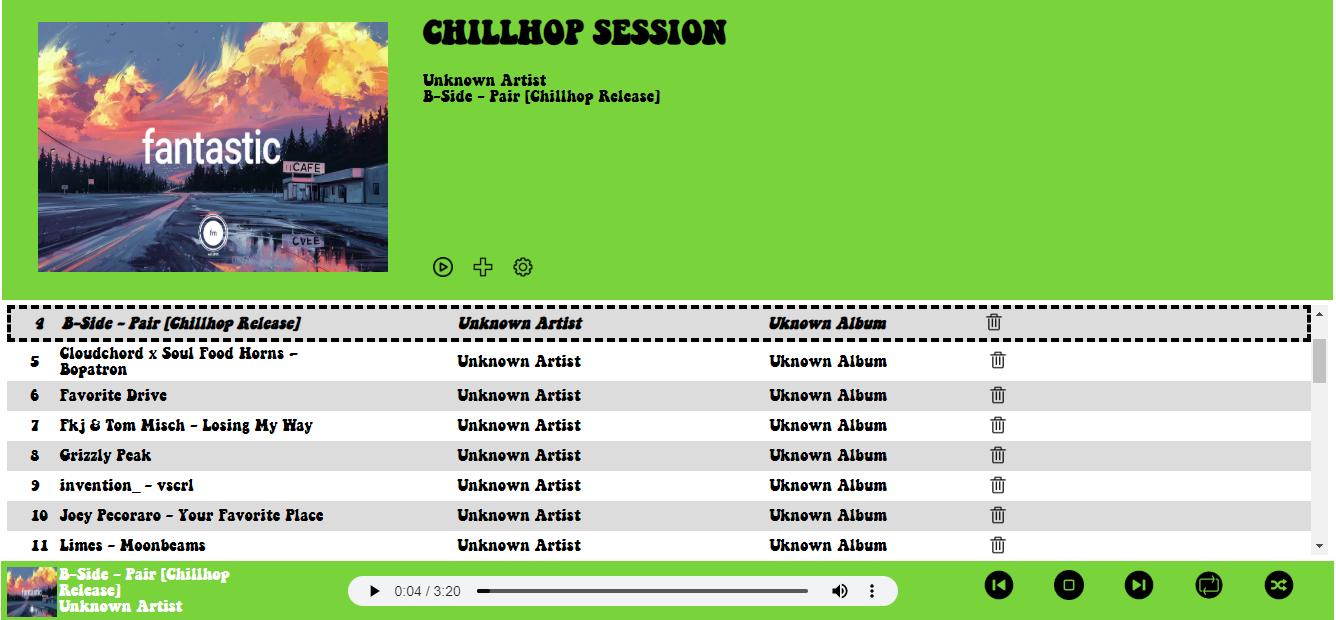 CHILLHOP SESSION
Unknown Artist
B-Side - Pair [Chillhop Release]
fantastic
CAFE
fm
4 B-Side - Pair [Chillhop Release] Unknown Artist Uknown Album
5 Cloudchord x Soul Food Horns - Bopatron Unknown Artist Uknown Album
6 Favorite Drive Unknown Artist Uknown Album
7 Fkj & Tom Misch - Losing My Way Unknown Artist Uknown Album
8 Grizzly Peak Unknown Artist Uknown Album
9 invention_ - vscrl Unknown Artist Uknown Album
10 Joey Pecoraro - Your Favorite Place Unknown Artist Uknown Album
11 Limes - Moonbeams Unknown Artist Uknown Album
fantastic
B-Side - Pair [Chillhop
Release]
Unknown Artist
0:04 / 3:20